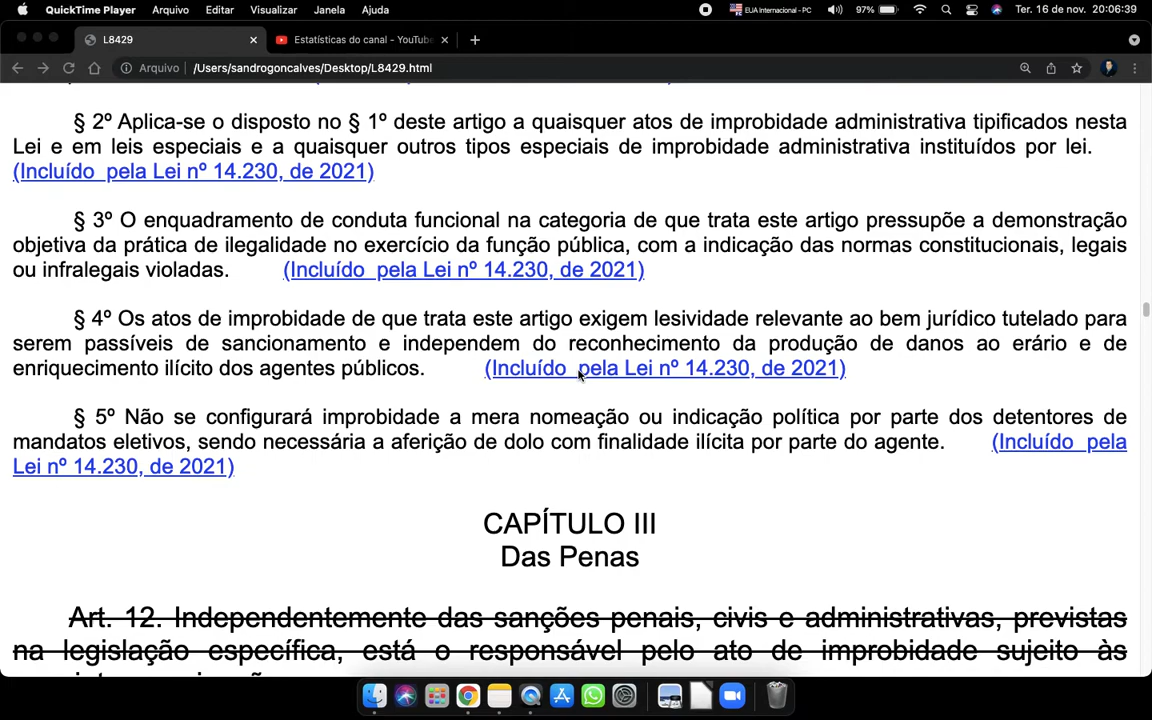 QuickTime Player Arquivo Editar Visualizar Janela Ajuda EUA Internacional - PC 97% Ter. 16 de nov. 20:06:39
L8429 Estatísticas do canal - YouTube
Arquivo /Users/sandrogoncalves/Desktop/L8429.html
§ 2º Aplica-se o disposto no § 1º deste artigo a quaisquer atos de improbidade administrativa tipificados nesta
Lei e em leis especiais e a quaisquer outros tipos especiais de improbidade administrativa instituídos por lei.
(Incluído pela Lei nº 14.230, de 2021)
§ 3º O enquadramento de conduta funcional na categoria de que trata este artigo pressupõe a demonstração
objetiva da prática de ilegalidade no exercício da função pública, com a indicação das normas constitucionais, legais
ou infralegais violadas. (Incluído pela Lei nº 14.230, de 2021)
§ 4º Os atos de improbidade de que trata este artigo exigem lesividade relevante ao bem jurídico tutelado para
serem passíveis de sancionamento e independem do reconhecimento da produção de danos ao erário e de
enriquecimento ilícito dos agentes públicos. (Incluído pela Lei nº 14.230, de 2021)
§ 5º Não se configurará improbidade a mera nomeação ou indicação política por parte dos detentores de
mandatos eletivos, sendo necessária a aferição de dolo com finalidade ilícita por parte do agente. (Incluído pela
Lei nº 14.230, de 2021)
CAPÍTULO III
Das Penas
Art. 12. Independentemente das sanções penais, civis e administrativas, previstas
na legislação específica, está o responsável pelo ato de improbidade sujeito às